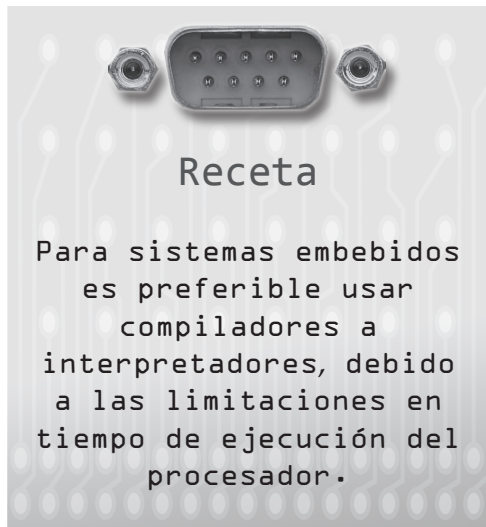 Receta
Para sistemas embebidos
es preferible usar
compiladores a
interpretadores, debido
a las limitaciones en
tiempo de ejecución del
procesador.